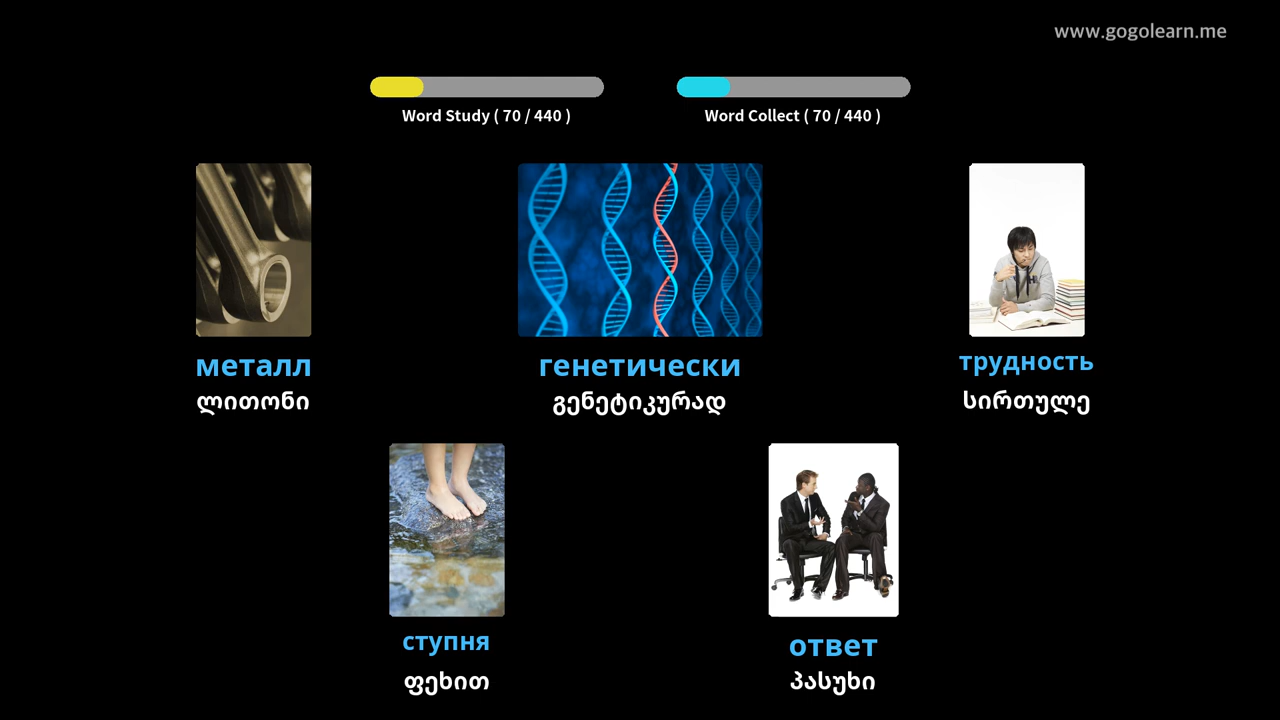 www.gogolearn.me
Word Study ( 70 / 440 )
Word Collect ( 70 / 440 )
металл
ლითონი
генетически
გენეტიკურად
трудность
სირთულე
ступня
ფეხით
ответ
პასუხი